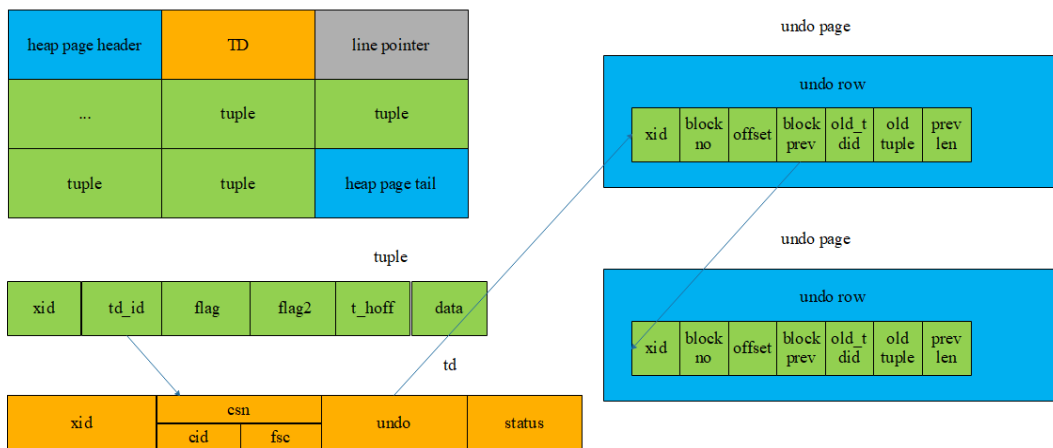 heap page header
TD
line pointer
...
tuple
tuple
tuple
tuple
heap page tail
tuple
xid
td_id
flag
flag2
t_hoff
data
td
xid
csn
cid
fsc
undo
status
undo page
undo row
xid
block
no
offset
block
prev
old_t
did
old
tuple
prev
len
undo page
undo row
xid
block
no
offset
block
prev
old_t
did
old
tuple
prev
len